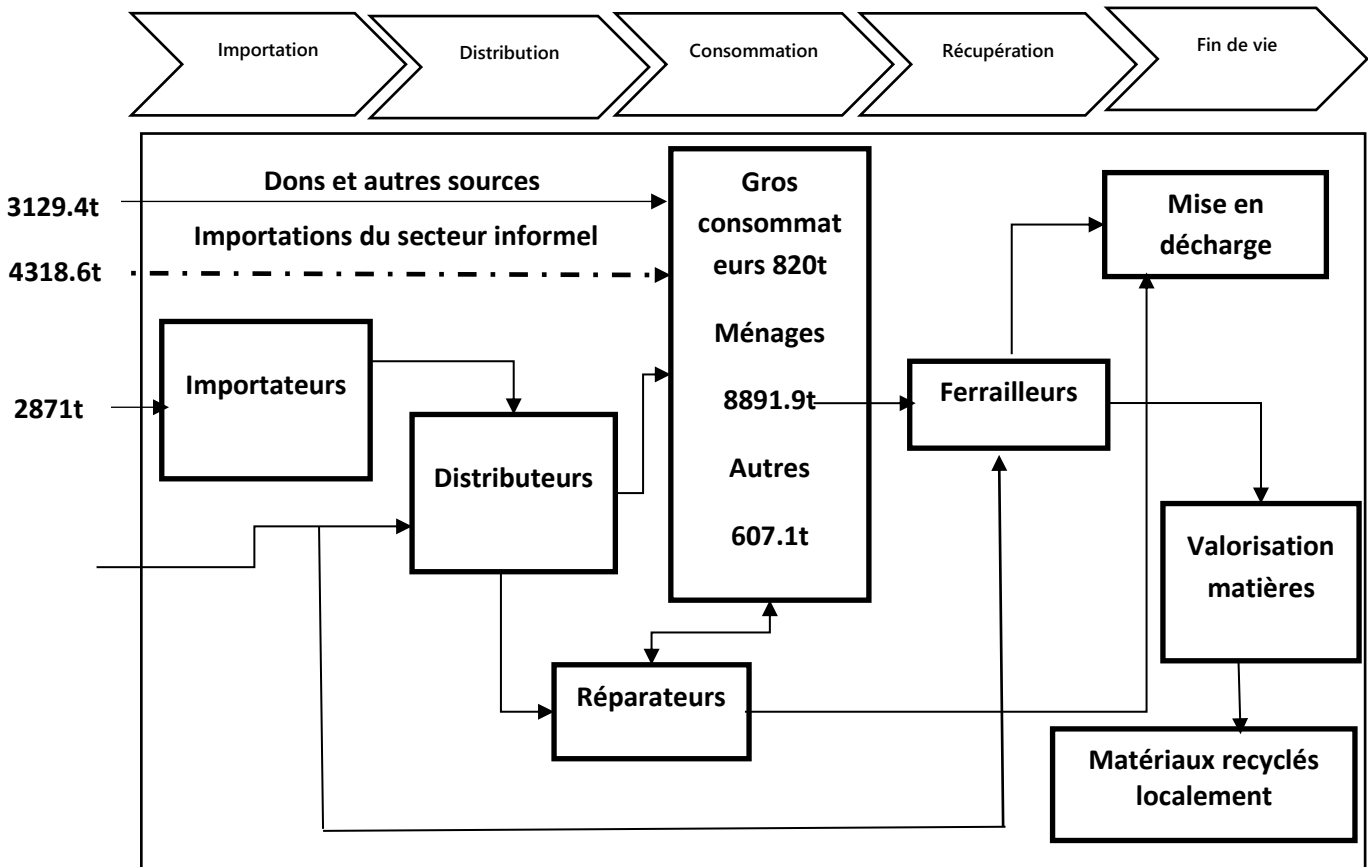 Importation
Distribution
Consommation
Récupération
Fin de vie
Dons et autres sources
3129.4t
Importations du secteur informel
4318.6t
Importateurs
2871t
Distributeurs
Gros
consommat
eurs 820t
Ménages
8891.9t
Autres
607.1t
Réparateurs
Ferrailleurs
Mise en
décharge
Valorisation
matières
Matériaux recyclés
localement